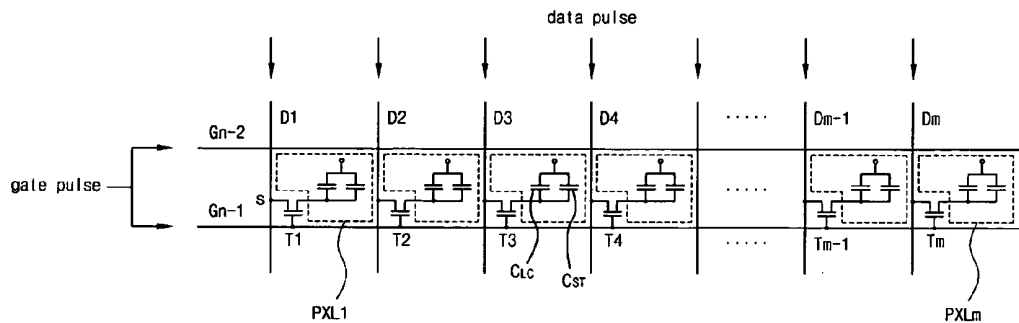 data pulse
D1 D2 D3 D4 ····· Dm-1 Dm
Gn-2
gate pulse
S
·····
Gn-1
T1 T2 T3 T4 ····· Tm-1 Tm
CLC CST
PXL1 PXLm